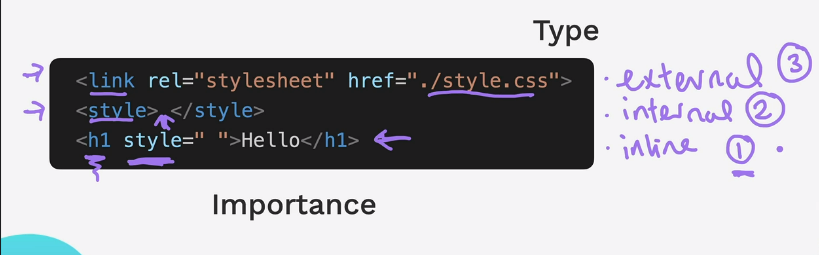 Type
<link rel="stylesheet" href="./style.css"> · external ③
<style> </style> · internal ②
<h1 style=" ">Hello</h1> · inline ① ·
Importance